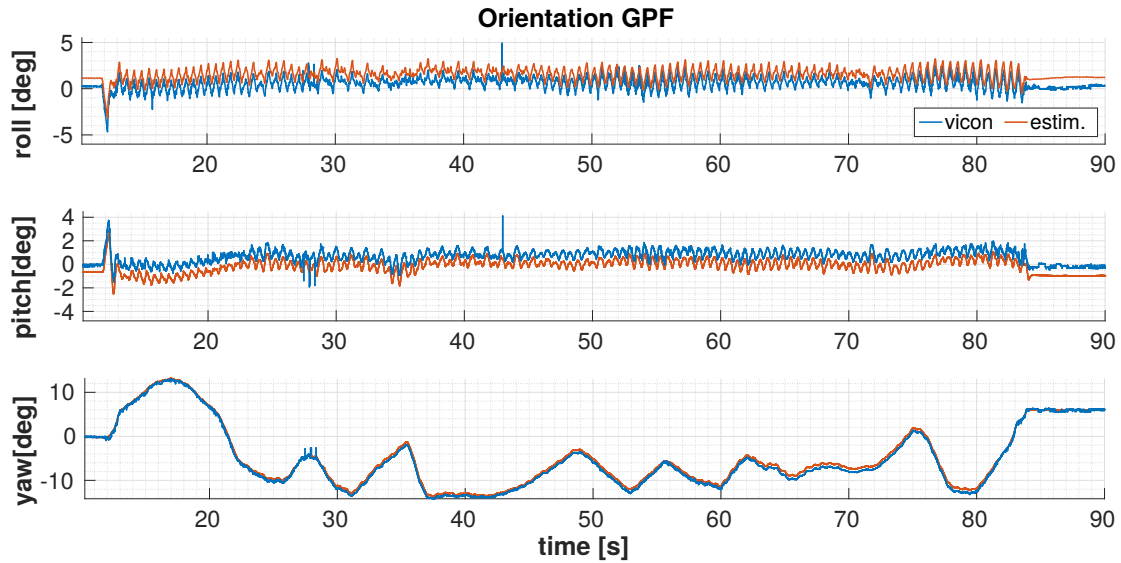 Orientation GPF
roll [deg]
5
0
-5
vicon estim.
20 30 40 50 60 70 80 90
pitch[deg]
4
2
0
-2
-4
20 30 40 50 60 70 80 90
yaw[deg]
10
0
-10
20 30 40 50 60 70 80 90
time [s]